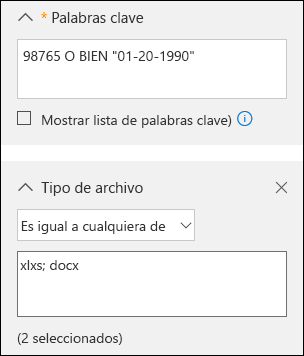 * Palabras clave
98765 O BIEN "01-20-1990"
Mostrar lista de palabras clave)
Tipo de archivo
Es igual a cualquiera de
xlxs; docx
(2 seleccionados)